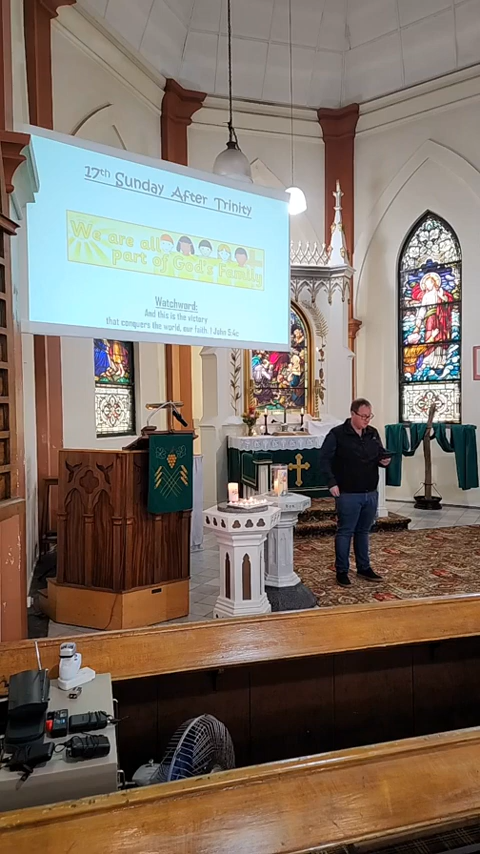 17th Sunday After Trinity
We are all
part of God's Family
Watchword:
And this is the victory
that conquers the world, our faith 1 John 5:4c